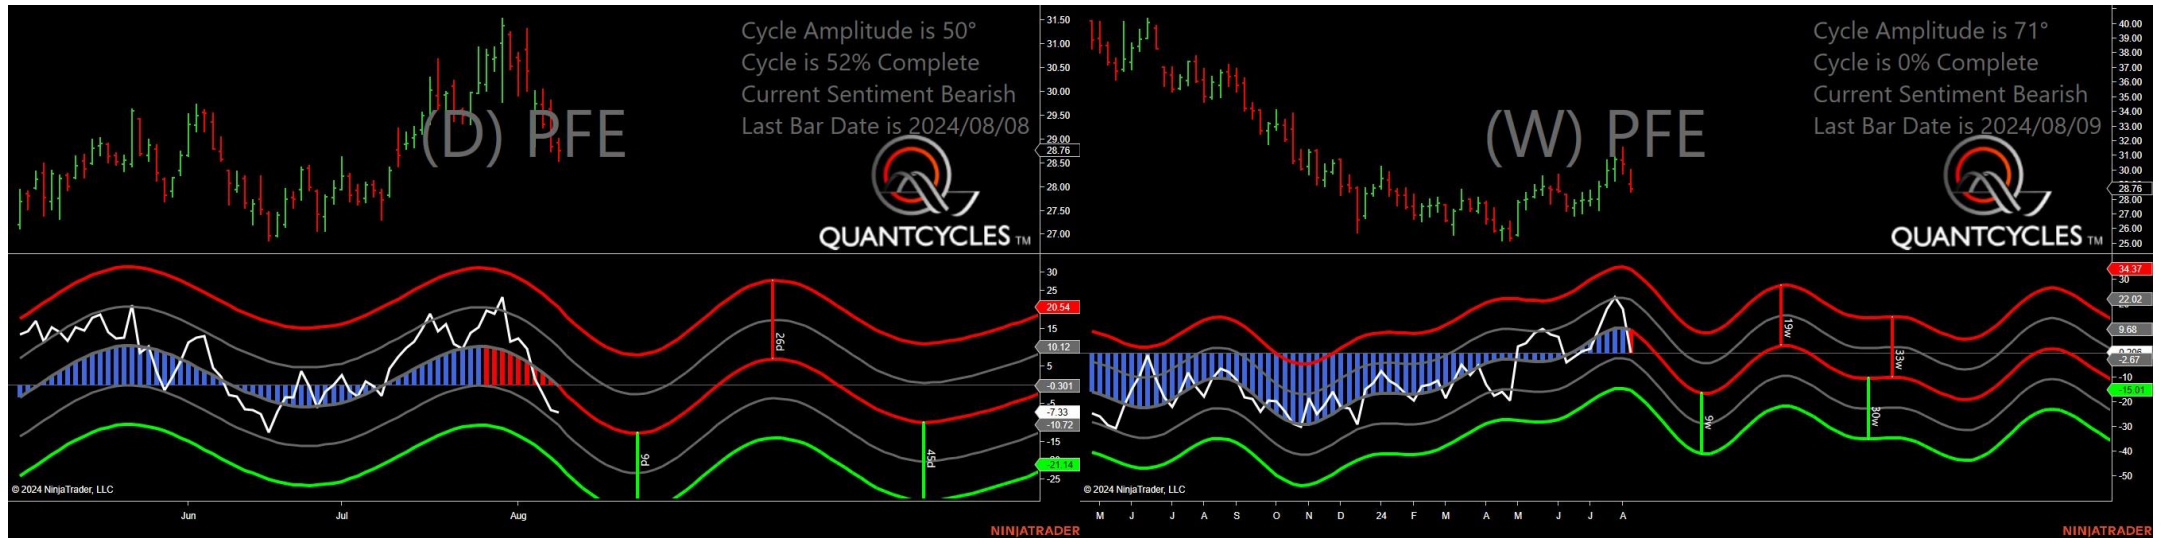 Cycle Amplitude is 50°
Cycle is 52% Complete
Current Sentiment Bearish
Last Bar Date is 2024/08/08
(D) PFE
QUANTCYCLES TM
31.50
31.00
30.50
30.00
29.50
29.00
28.76
28.50
28.00
27.50
27.00
30
25
20.54
15
10.12
5
-0.301
-5
-7.33
-10.72
-15
-21.14
-25
26d
9d
45d
© 2024 NinjaTrader, LLC
Jun
Jul
Aug
NINJATRADER
Cycle Amplitude is 71°
Cycle is 0% Complete
Current Sentiment Bearish
Last Bar Date is 2024/08/09
(W) PFE
QUANTCYCLES TM
40.00
39.00
38.00
37.00
36.00
35.00
34.00
33.00
32.00
31.00
30.00
29.00
28.76
28.00
27.00
26.00
25.00
34.37
30
22.02
9.68
-2.67
-10
-15.01
-20
-30
-40
-50
19w
33w
9w
30w
© 2024 NinjaTrader, LLC
M J J A S O N D 24 F M A M J J A
NINJATRADER